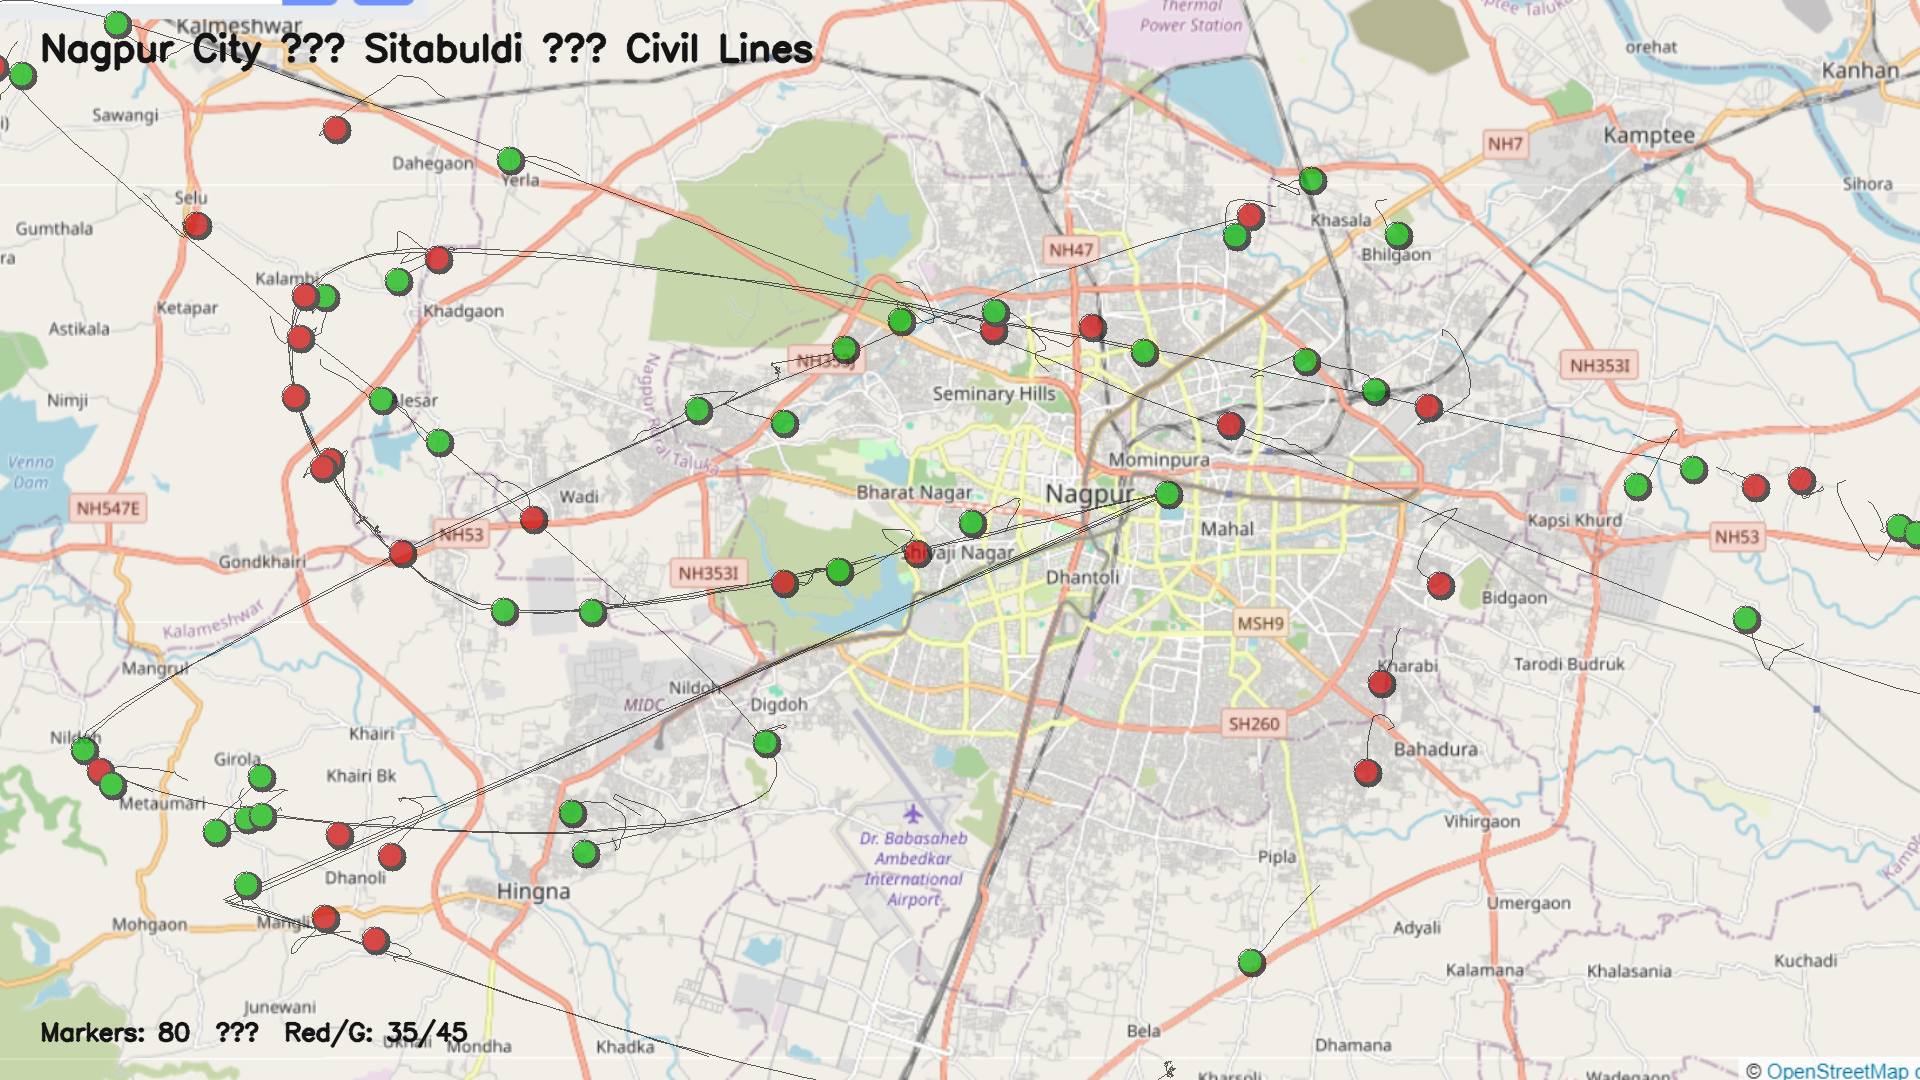 Thermal
Power Station
Kalmeshwar
Nagpur City ??? Sitabuldi ??? Civil Lines
orehat
Kanhan
Sawangi
NH7
Kamptee
Dahegaon
Yerla
Sihora
Selu
Gumthala
Khasala
NH47
Bhilgaon
ra
Kalambi
Ketapar
Khadgaon
Astikala
NH353J
NH353I
Seminary Hills
Nimji
Nagpur Rural Taluka
Mominpura
Venna
Dam
Bharat Nagar
Nagpur
Wadi
NH547E
NH53
Mahal
Kapsi Khurd
NH53
Gondkhairi
Shivaji Nagar
NH353I
Dhantoli
Bidgaon
Kalameshwar
MSH9
Mangrul
Kharabi
Tarodi Budruk
Nildoh
MIDC
Digdoh
SH260
Khairi
Bahadura
Girola
Khairi Bk
Metaumari
Vihirgaon
Dr. Babasaheb
Ambedkar
International
Airport
Pipla
Dhanoli
Hingna
Umergaon
Mohgaon
Mangli
Adyali
Kalamana
Khalasania
Kuchadi
Junewani
Markers: 80 ??? Red/G: 35/45
Mondha
Khadka
Bela
Dhamana
Kharsoli
Wadegaon
© OpenStreetMap c